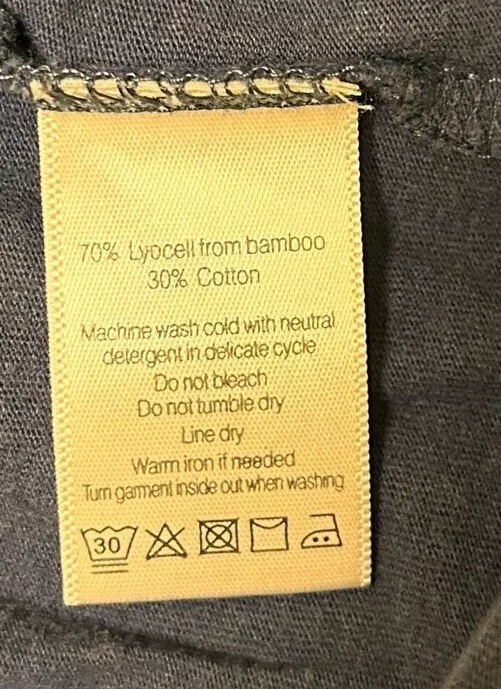 70% Lyocell from bamboo
30% Cotton
Machine wash cold with neutral
detergent in delicate cycle
Do not bleach
Do not tumble dry
Line dry
Warm iron if needed
Turn garment inside out when washing
30